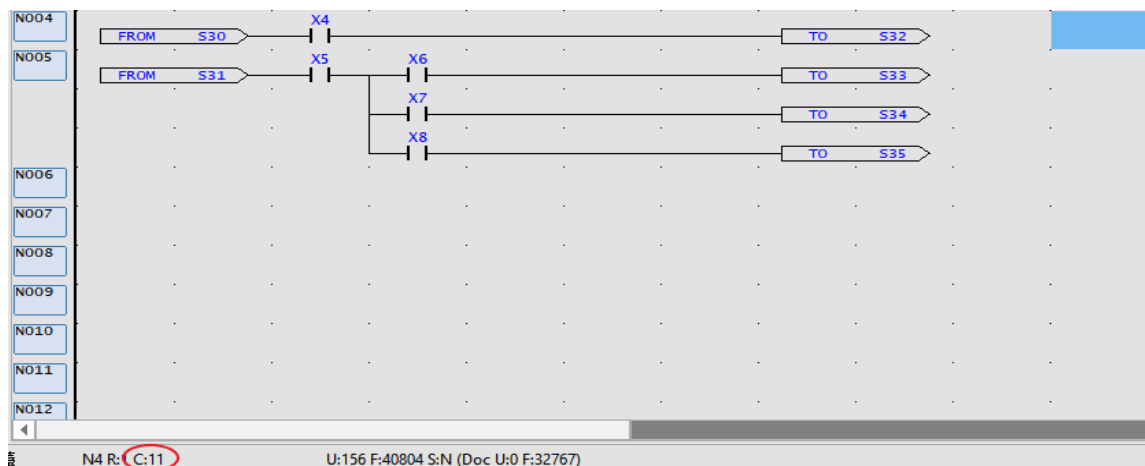 N004
X4
FROM S30
TO S32
N005
X5
X6
FROM S31
TO S33
X7
TO S34
X8
TO S35
N006
N007
N008
N009
N010
N011
N012
N4 R: C:11
U:156 F:40804 S:N (Doc U:0 F:32767)